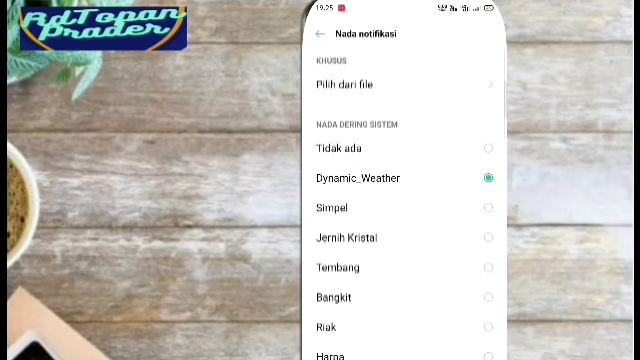 RdTopan
Prader
19.25
Nada notifikasi
KHUSUS
Pilih dari file
NADA DERING SISTEM
Tidak ada
Dynamic_Weather
Simpel
Jernih Kristal
Tembang
Bangkit
Riak
Harpa